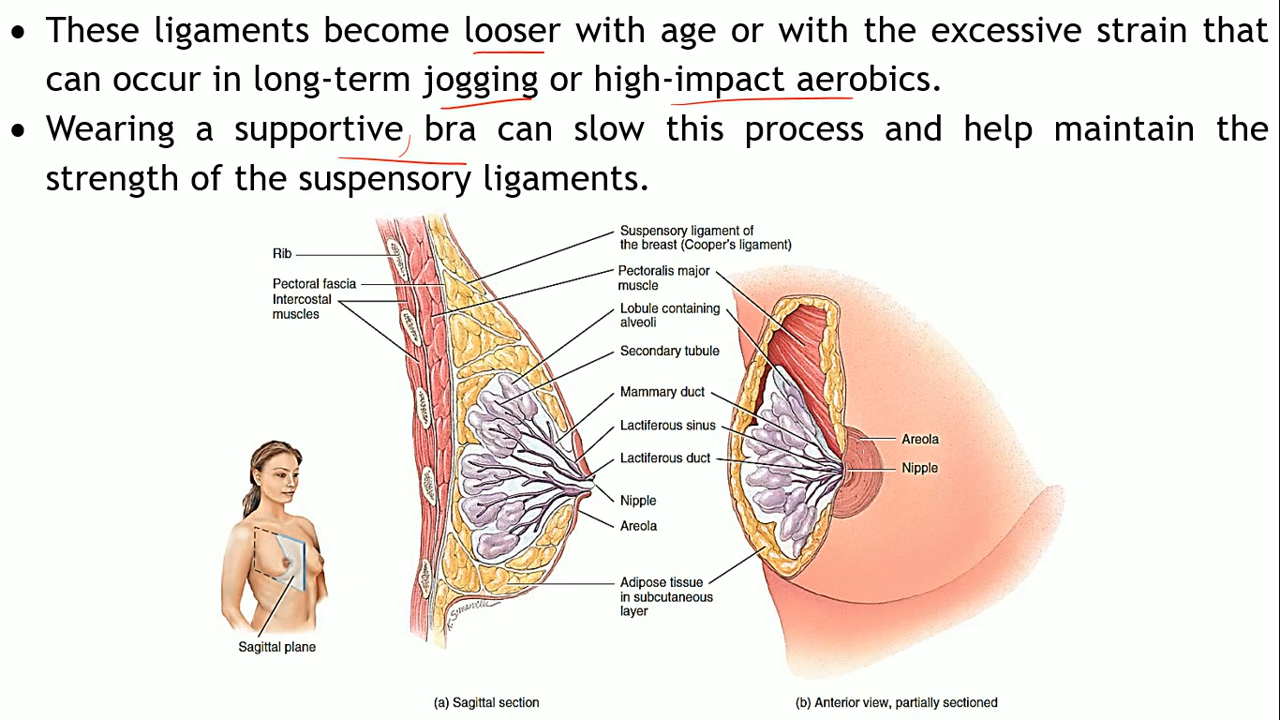 • These ligaments become looser with age or with the excessive strain that
can occur in long-term jogging or high-impact aerobics.
• Wearing a supportive bra can slow this process and help maintain the
strength of the suspensory ligaments.
Rib
Pectoral fascia
Intercostal
muscles
Suspensory ligament of
the breast (Cooper's ligament)
Pectoralis major
muscle
Lobule containing
alveoli
Secondary tubule
Mammary duct
Lactiferous sinus
Lactiferous duct
Nipple
Areola
Adipose tissue
in subcutaneous
layer
Areola
Nipple
Sagittal plane
(a) Sagittal section
(b) Anterior view, partially sectioned